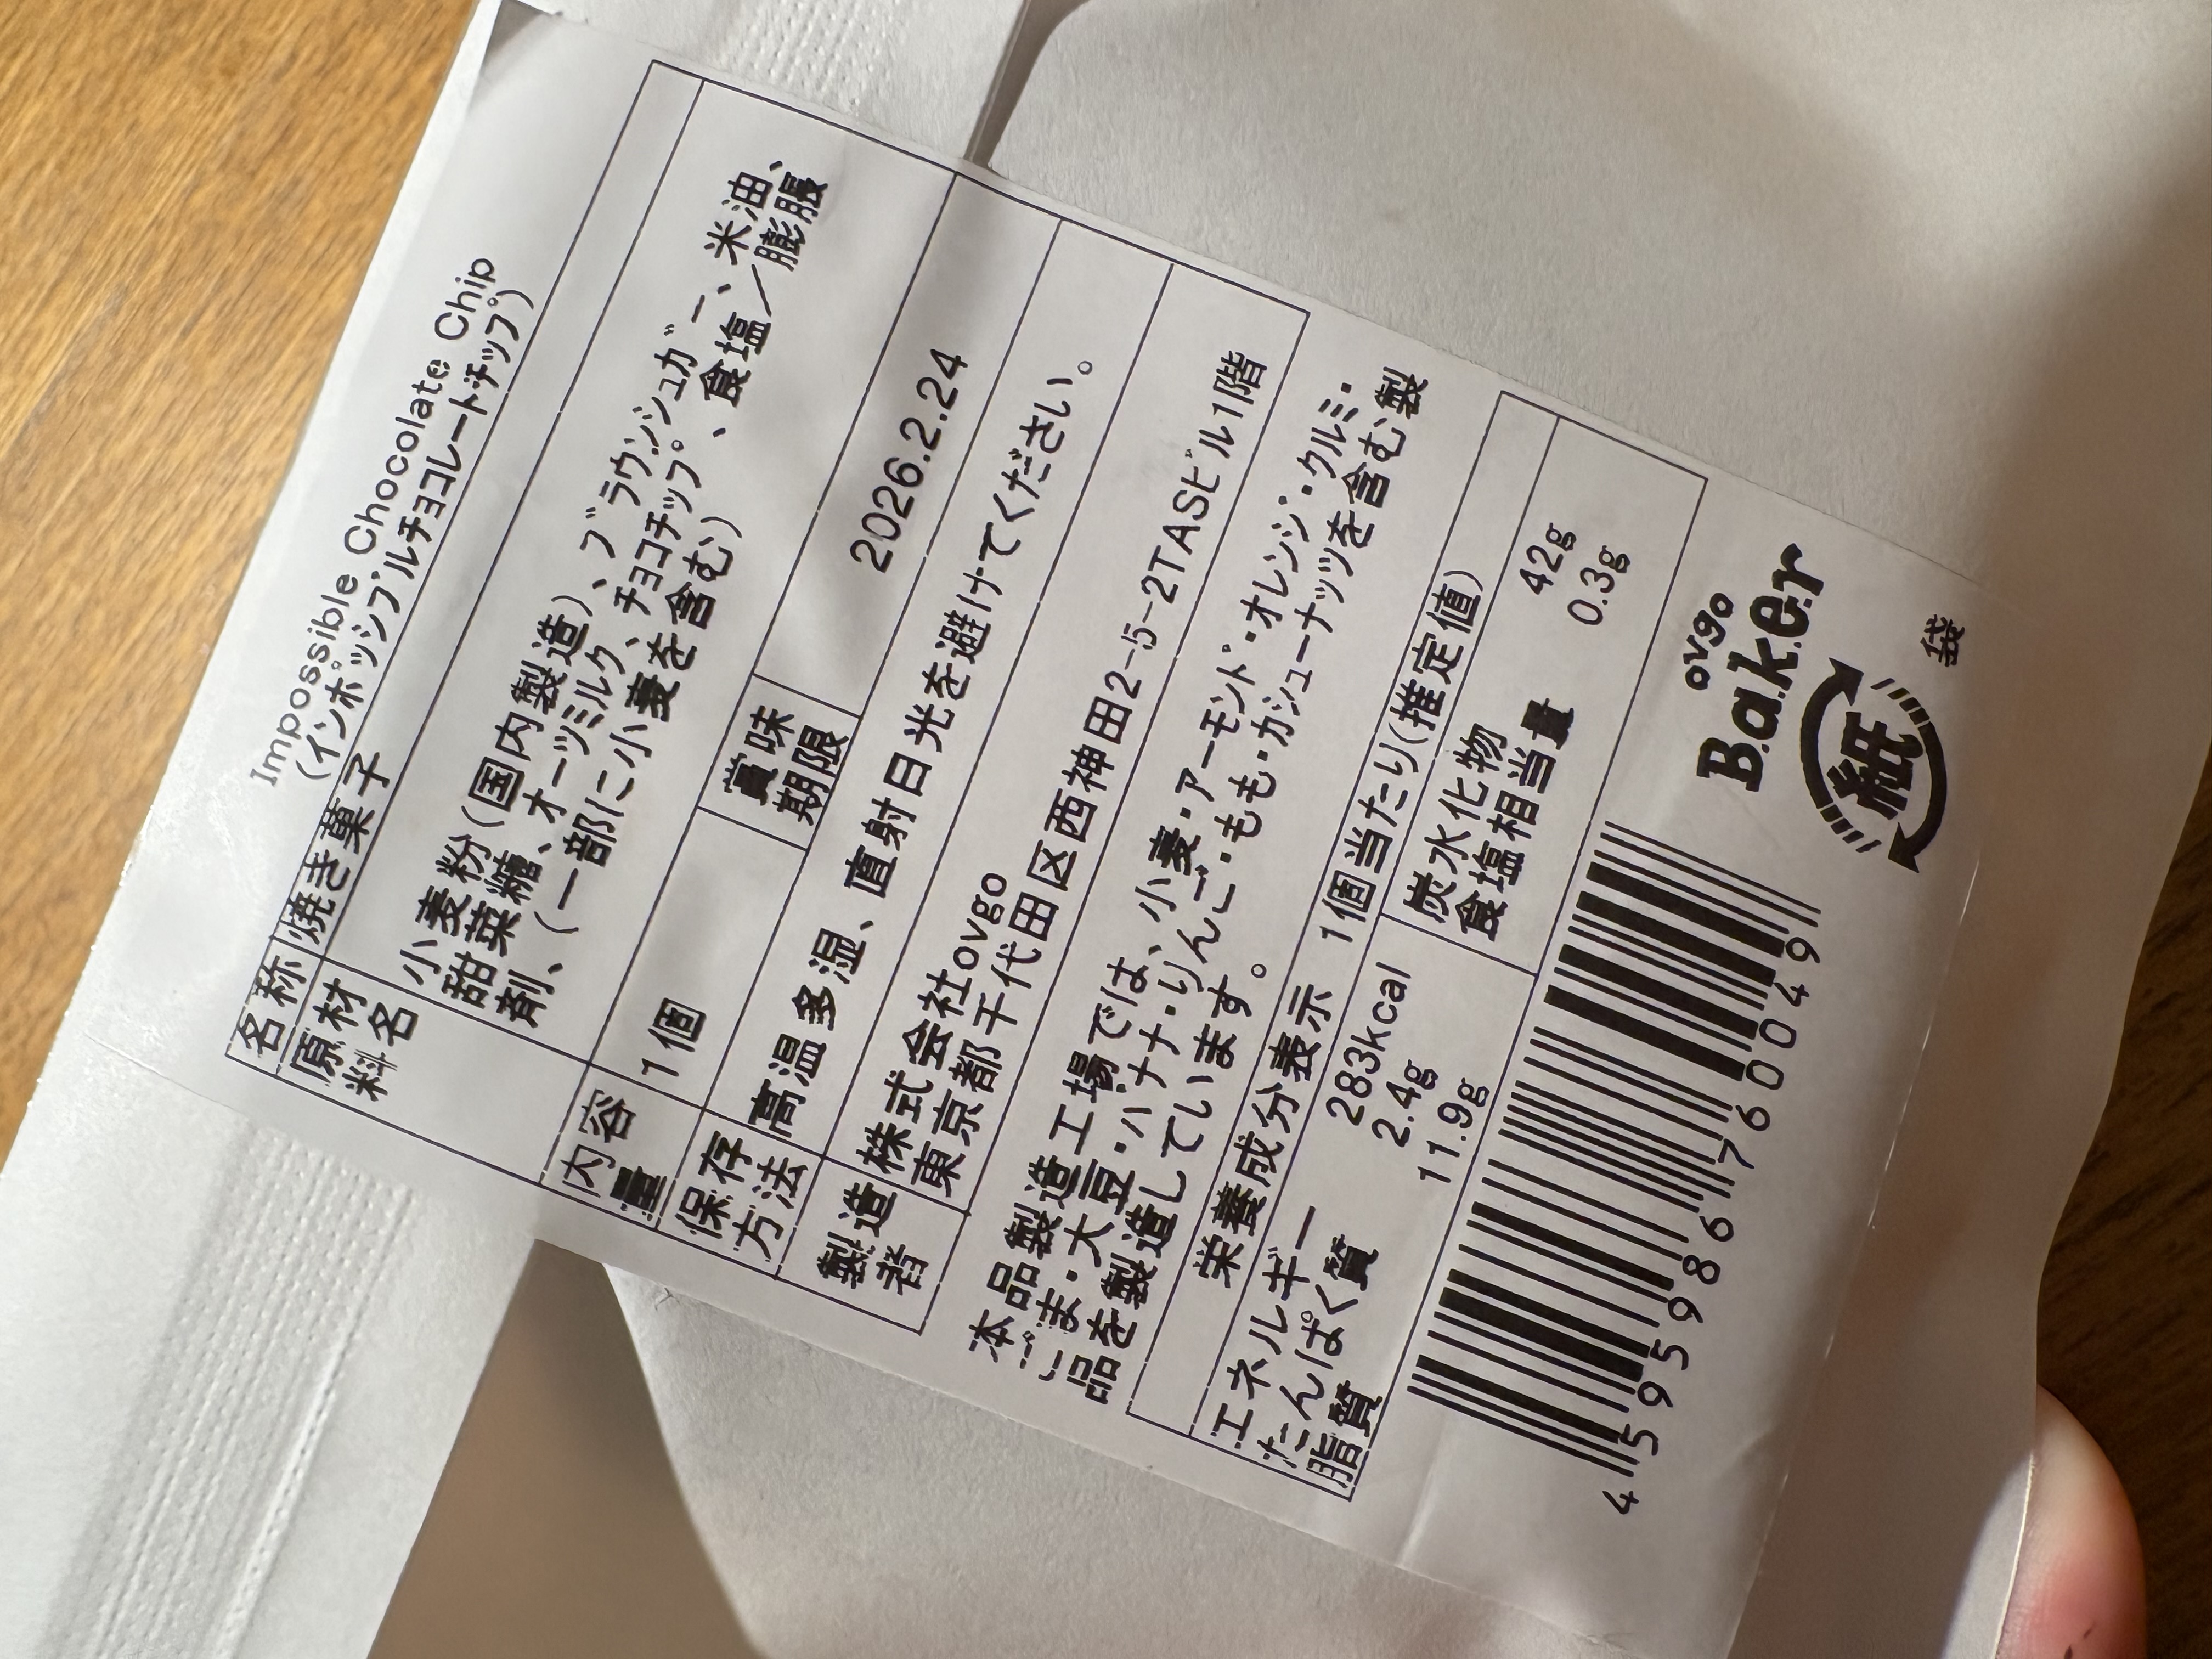 Impossible Chocolate Chip
(インポッシブルチョコレートチップ)
名称 焼き菓子
原材料名 小麦粉(国内製造)、ブラウンシュガー、米油、
甜菜糖、オーツミルク、チョコチップ、食塩/膨脹
剤、(一部に小麦を含む)
内容量 1個 賞味期限 2026.2.24
保存方法 高温多湿、直射日光を避けてください。
製造者 株式会社ovgo
東京都千代田区西神田2-5-2TASビル1階
本品製造工場では、小麦・アーモンド・オレンジ・クルミ・
ごま・大豆・バナナ・りんご・もも・カシューナッツを含む製
品を製造しています。
栄養成分表示 1個当たり(推定値)
エネルギー 283kcal 炭水化物 42g
たんぱく質 2.4g 食塩相当量 0.3g
脂質 11.9g
4 595986 760049
ovgo
B.a.k.e.r
紙
袋